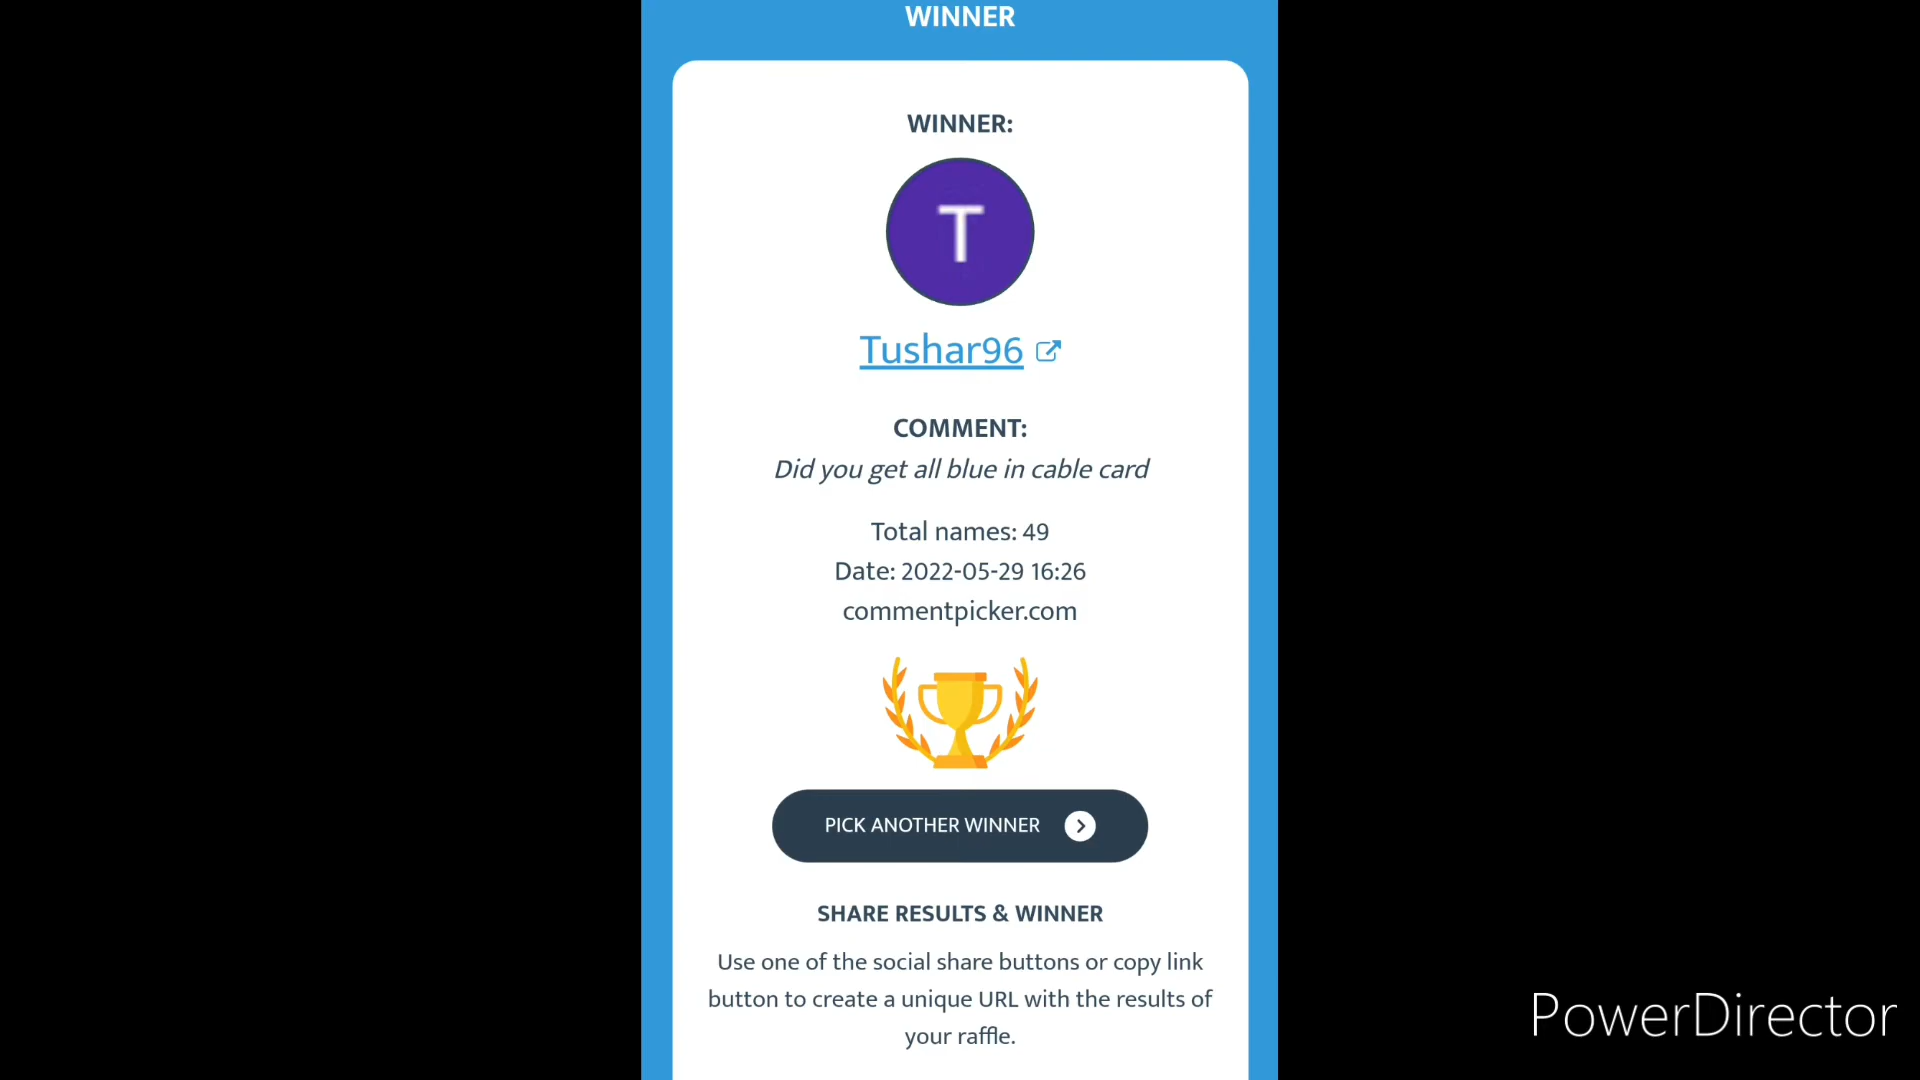 WINNER
WINNER:
T
Tushar96
COMMENT:
Did you get all blue in cable card
Total names: 49
Date: 2022-05-29 16:26
commentpicker.com
PICK ANOTHER WINNER
SHARE RESULTS & WINNER
Use one of the social share buttons or copy link
button to create a unique URL with the results of
your raffle.
PowerDirector